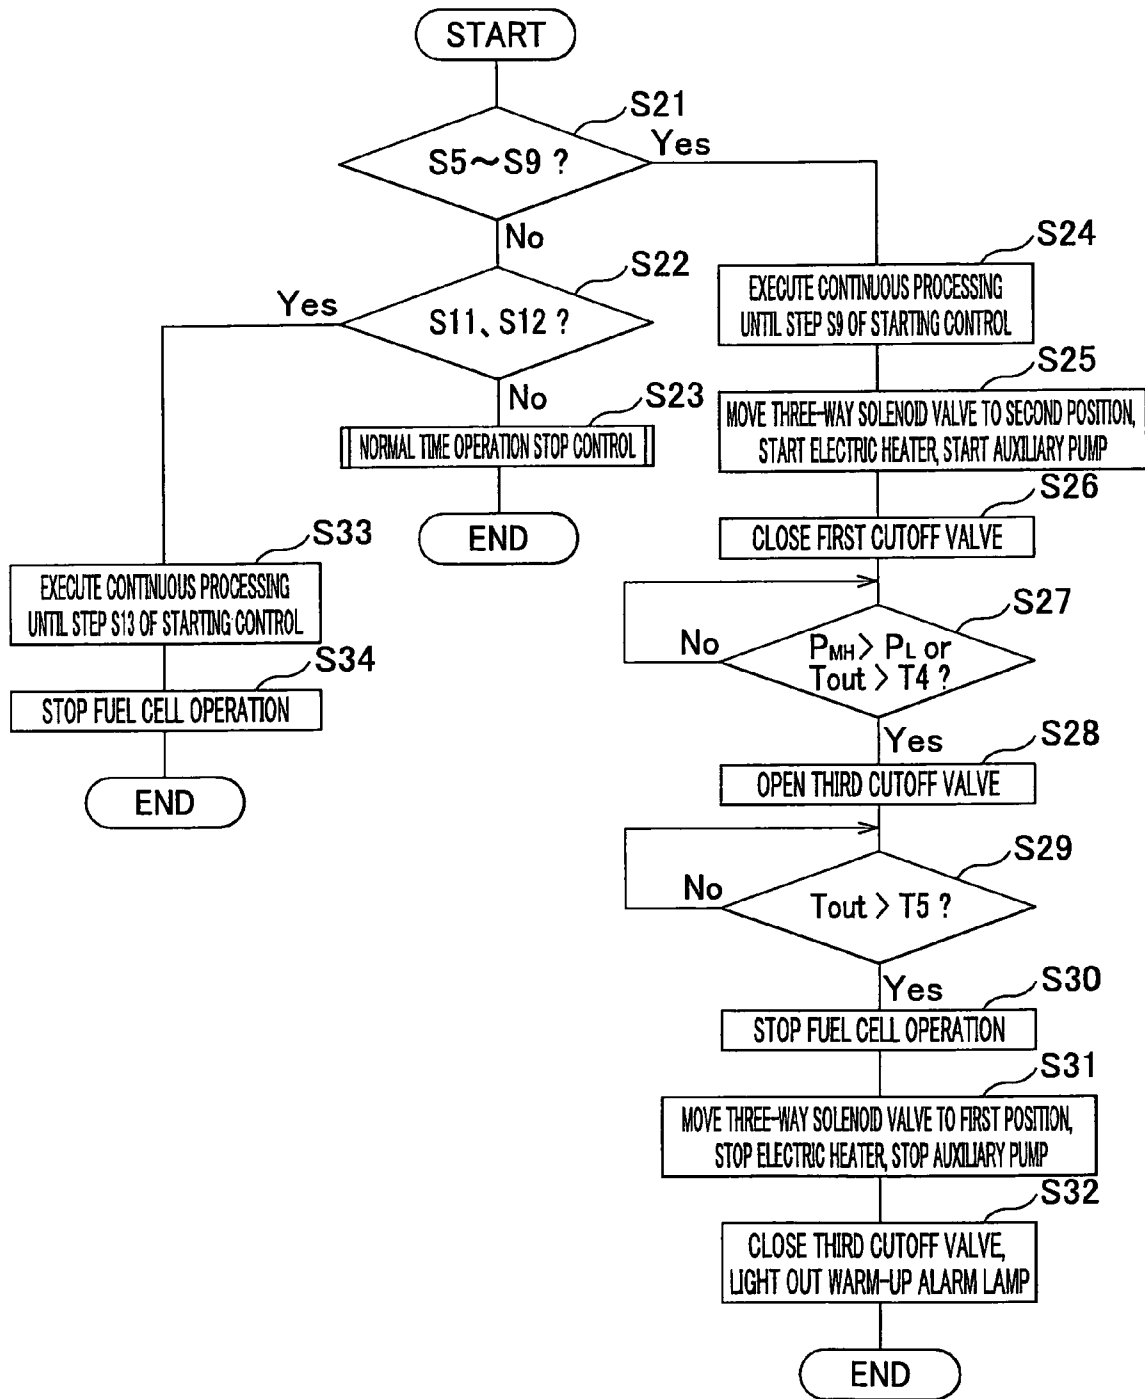 START
S21
S5～S9 ?
Yes
No
S22
S11、S12 ?
Yes
No
S23
NORMAL TIME OPERATION STOP CONTROL
END
S33
EXECUTE CONTINUOUS PROCESSING
UNTIL STEP S13 OF STARTING CONTROL
S34
STOP FUEL CELL OPERATION
END
S24
EXECUTE CONTINUOUS PROCESSING
UNTIL STEP S9 OF STARTING CONTROL
S25
MOVE THREE-WAY SOLENOID VALVE TO SECOND POSITION,
START ELECTRIC HEATER, START AUXILIARY PUMP
S26
CLOSE FIRST CUTOFF VALVE
S27
No
PMH > PL or
Tout > T4 ?
Yes
S28
OPEN THIRD CUTOFF VALVE
S29
No
Tout > T5 ?
Yes
S30
STOP FUEL CELL OPERATION
S31
MOVE THREE-WAY SOLENOID VALVE TO FIRST POSITION,
STOP ELECTRIC HEATER, STOP AUXILIARY PUMP
S32
CLOSE THIRD CUTOFF VALVE,
LIGHT OUT WARM-UP ALARM LAMP
END